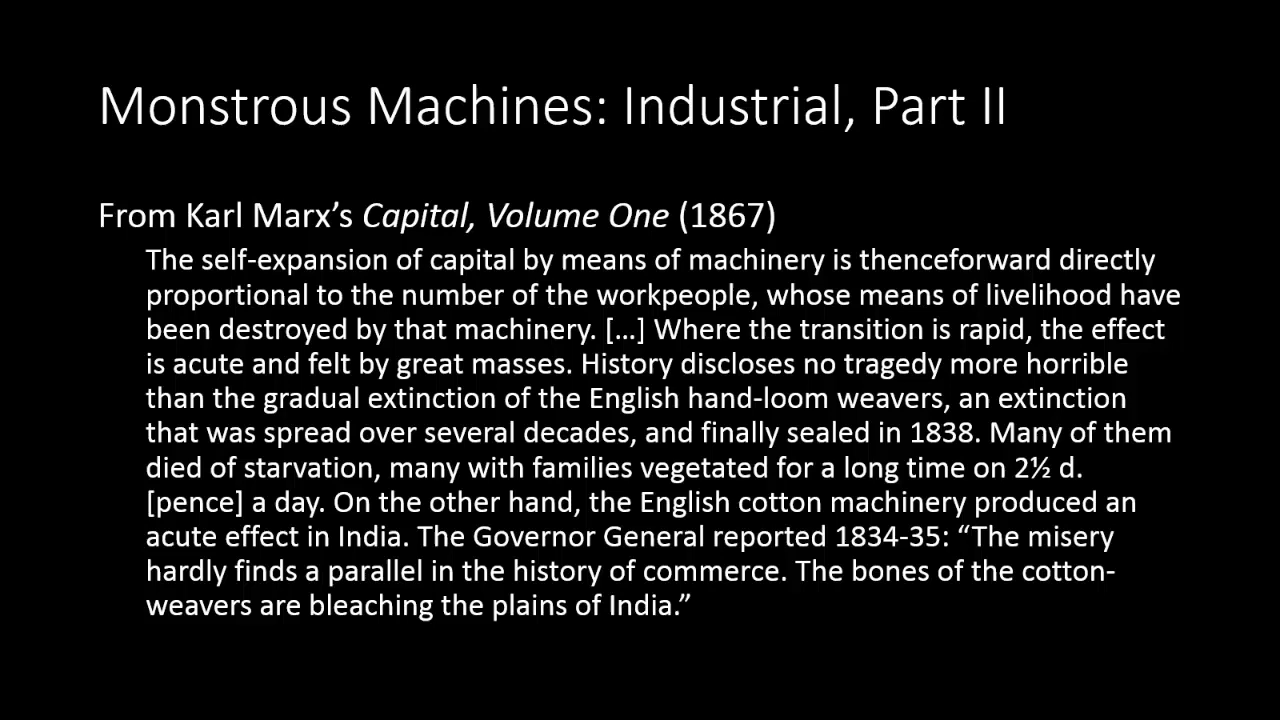 Monstrous Machines: Industrial, Part II
From Karl Marx’s Capital, Volume One (1867)
The self-expansion of capital by means of machinery is thenceforward directly
proportional to the number of the workpeople, whose means of livelihood have
been destroyed by that machinery. […] Where the transition is rapid, the effect
is acute and felt by great masses. History discloses no tragedy more horrible
than the gradual extinction of the English hand-loom weavers, an extinction
that was spread over several decades, and finally sealed in 1838. Many of them
died of starvation, many with families vegetated for a long time on 2½ d.
[pence] a day. On the other hand, the English cotton machinery produced an
acute effect in India. The Governor General reported 1834-35: “The misery
hardly finds a parallel in the history of commerce. The bones of the cotton-
weavers are bleaching the plains of India.”